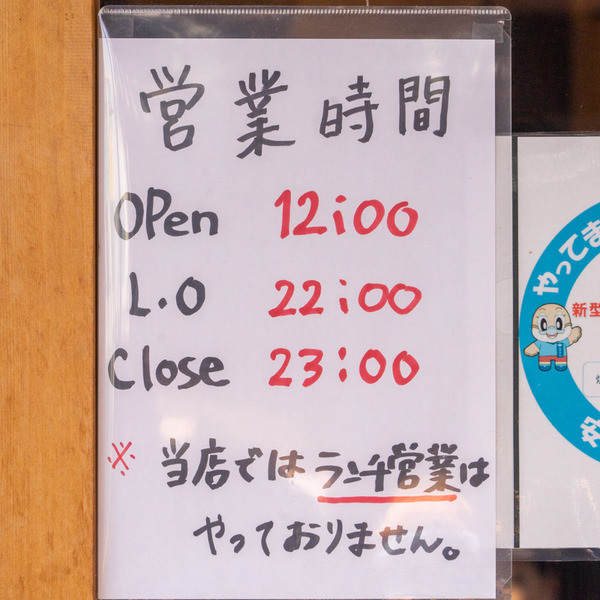 営業時間
OPen 12:00
L.O 22:00
Close 23:00
※ 当店ではランチ営業は
やっておりません。
やってま
新型